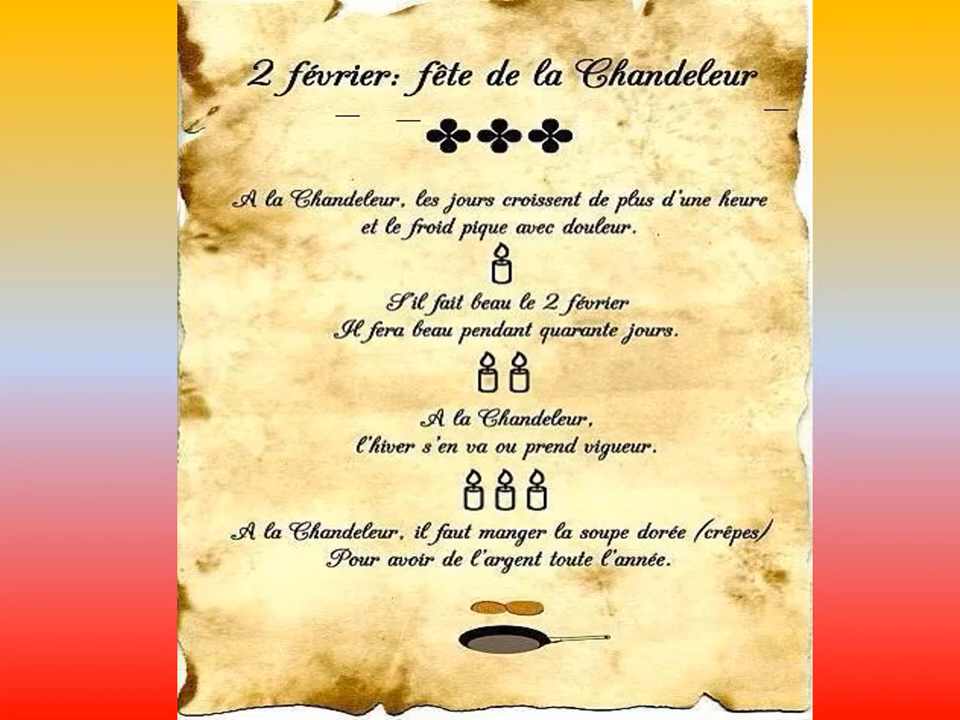 2 février: fête de la Chandeleur
A la Chandeleur, les jours croissent de plus d'une heure
et le froid pique avec douleur.
S'il fait beau le 2 février
Il fera beau pendant quarante jours.
A la Chandeleur,
l'hiver s'en va ou prend vigueur.
A la Chandeleur, il faut manger la soupe dorée (crêpes)
Pour avoir de l'argent toute l'année.